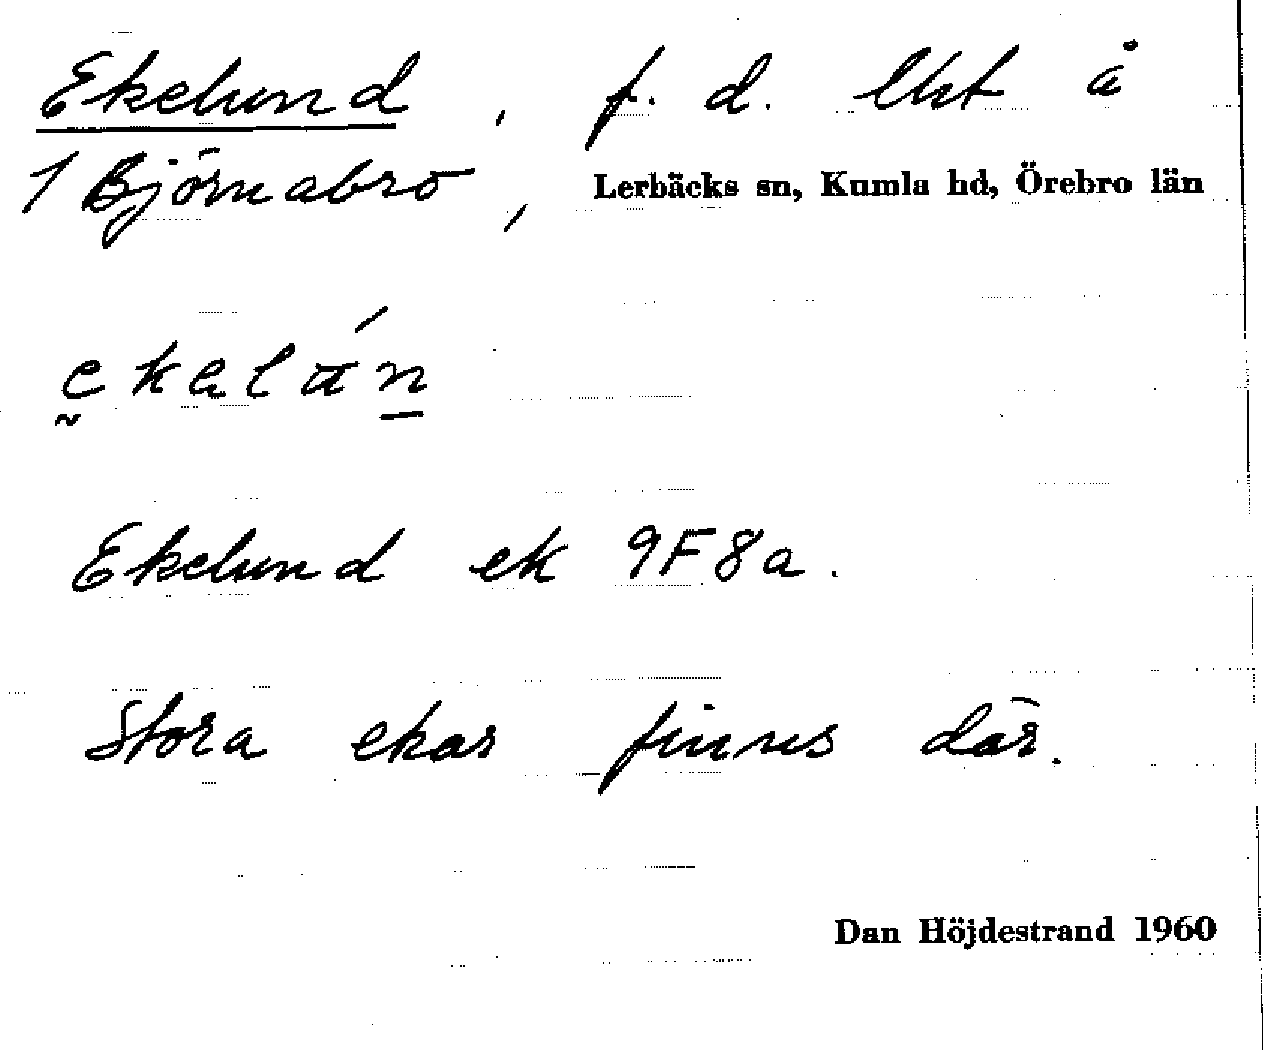 Ekelund, f. d. lht å
1 Björnabro, Lerbäcks sn, Kumla hd, Örebro län
ekalán
Ekelund ek 9F8a.
Stora ekar finns där.
Dan Höjdestrand 1960